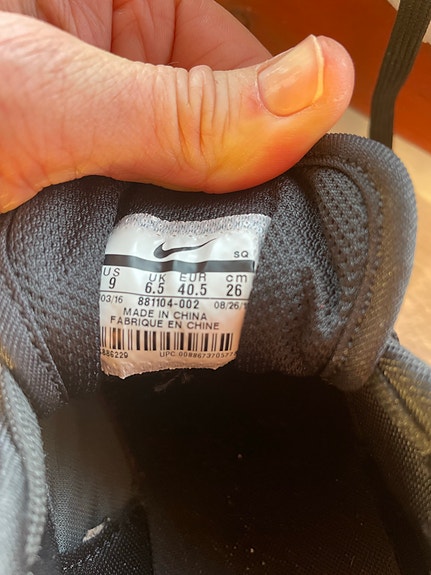 SQ
US UK EUR cm
9 6.5 40.5 26
/03/16 881104-002 08/26/
MADE IN CHINA
FABRIQUE EN CHINE